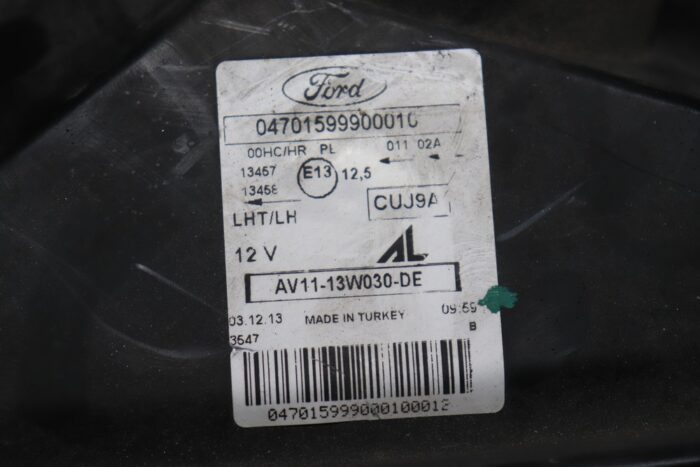 Ford
04701599900010
00HC/HR PL 011 02A
13457 E13 12,5
13458
CUJ9A
LHT/LH
12 V AL
AV11-13W030-DE
03.12.13 MADE IN TURKEY 09:59
3547 B
047015999000100012